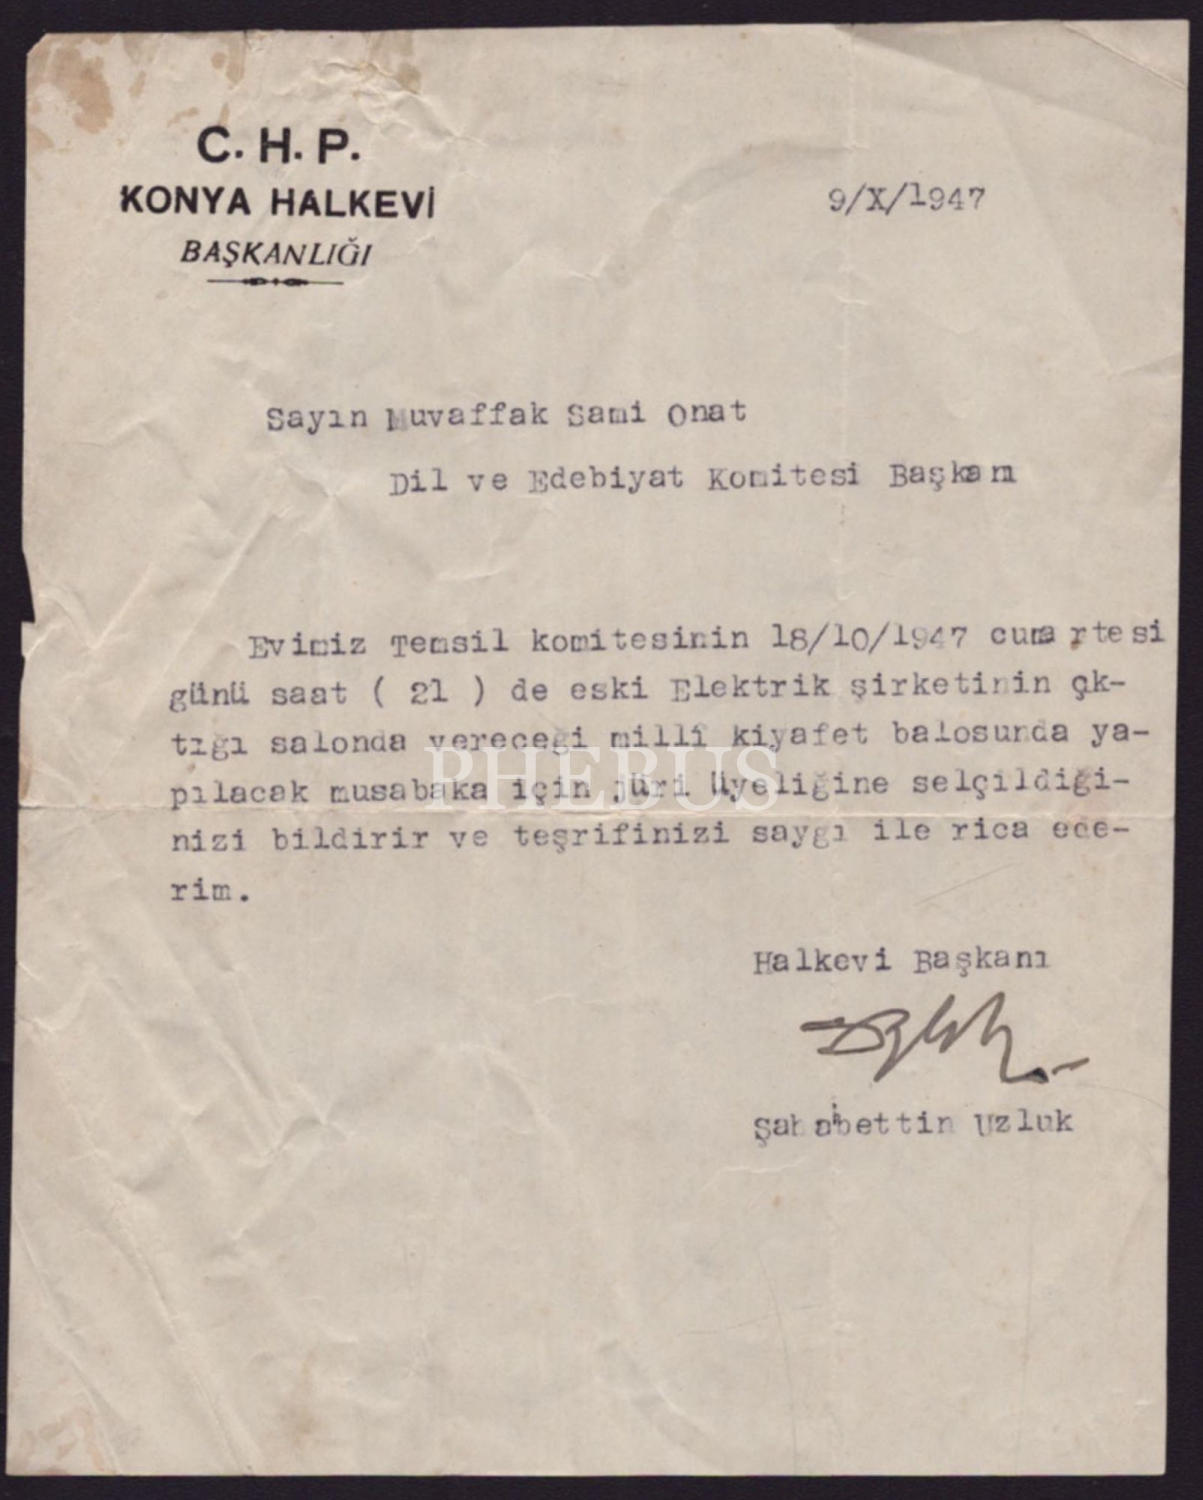 C. H. P.
KONYA HALKEVİ
BAŞKANLIĞI
9/X/1947
Sayın Muvaffak Sami Onat
Dil ve Edebiyat Komitesi Başkanı
Evimiz Temsil komitesinin 18/10/1947 cumartesi
günü saat ( 21 ) de eski Elektrik şirketinin çık-
tığı salonda vereceği millî kiyafet balosunda ya-
pılacak musabaka için jüri üyeliğine selçildiği-
nizi bildirir ve teşrifinizi saygı ile rica ede-
rim.
PHEBUS
Halkevi Başkanı
Şahabettin Uzluk